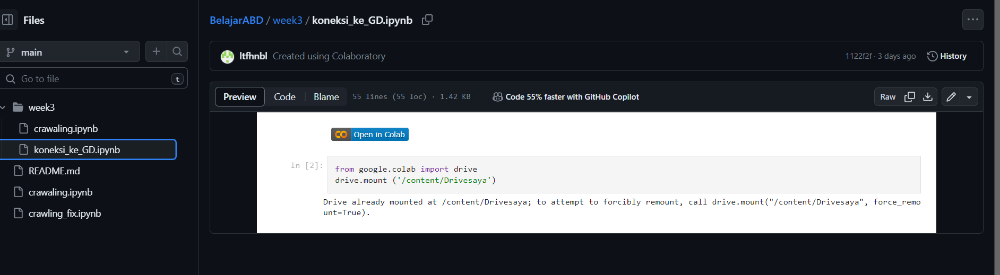 Files
main
Go to file
t
week3
crawaling.ipynb
koneksi_ke_GD.ipynb
README.md
crawaling.ipynb
crawling_fix.ipynb
BelajarABD / week3 / koneksi_ke_GD.ipynb
ltfhnbl Created using Colaboratory 1122f2f · 3 days ago History
Preview Code Blame 55 lines (55 loc) · 1.42 KB Code 55% faster with GitHub Copilot Raw
Open in Colab
In [2]: from google.colab import drive
drive.mount ('/content/Drivesaya')
Drive already mounted at /content/Drivesaya; to attempt to forcibly remount, call drive.mount("/content/Drivesaya", force_remo
unt=True).